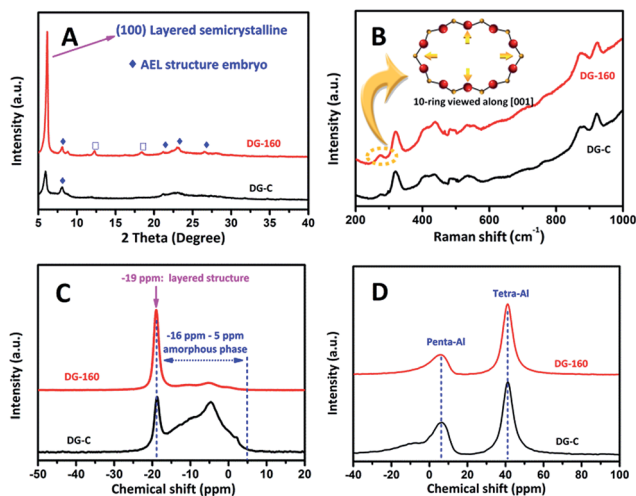 A
(100) Layered semicrystalline
◆ AEL structure embryo
DG-160
DG-C
Intensity (a.u.)
5 10 15 20 25 30 35 40
2 Theta (Degree)
B
10-ring viewed along [001]
DG-160
DG-C
Intensity (a.u.)
200 400 600 800 1000
Raman shift (cm-1)
C
-19 ppm: layered structure
-16 ppm - 5 ppm
amorphous phase
DG-160
DG-C
Intensity (a.u.)
-50 -40 -30 -20 -10 0 10 20
Chemical shift (ppm)
D
Tetra-Al
Penta-Al
DG-160
DG-C
Intensity (a.u.)
-40 -20 0 20 40 60 80 100
Chemical shift (ppm)